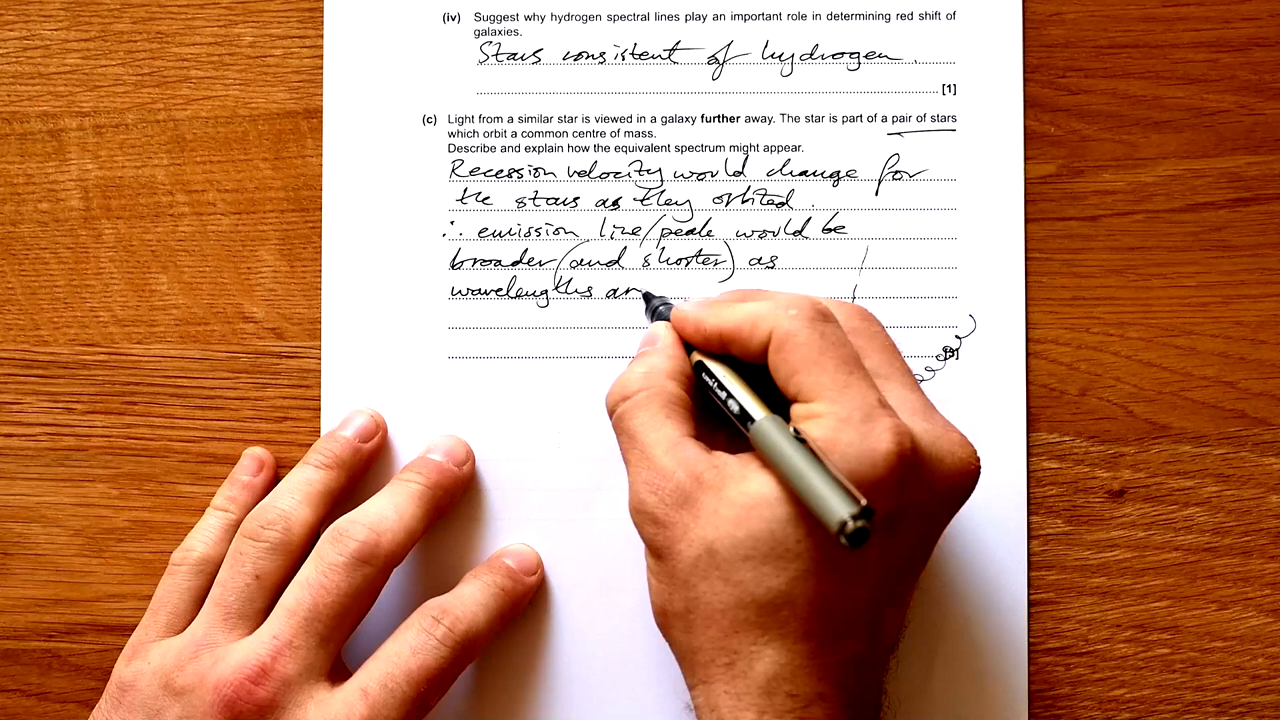 (iv) Suggest why hydrogen spectral lines play an important role in determining red shift of
galaxies.
Stars consistent of hydrogen.
[1]
(c) Light from a similar star is viewed in a galaxy further away. The star is part of a pair of stars
which orbit a common centre of mass.
Describe and explain how the equivalent spectrum might appear.
Recession velocity would change for
the stars as they orbited.
∴ emission line/peak would be
broader (and shorter) as
wavelengths ar
[3]
uni-ball